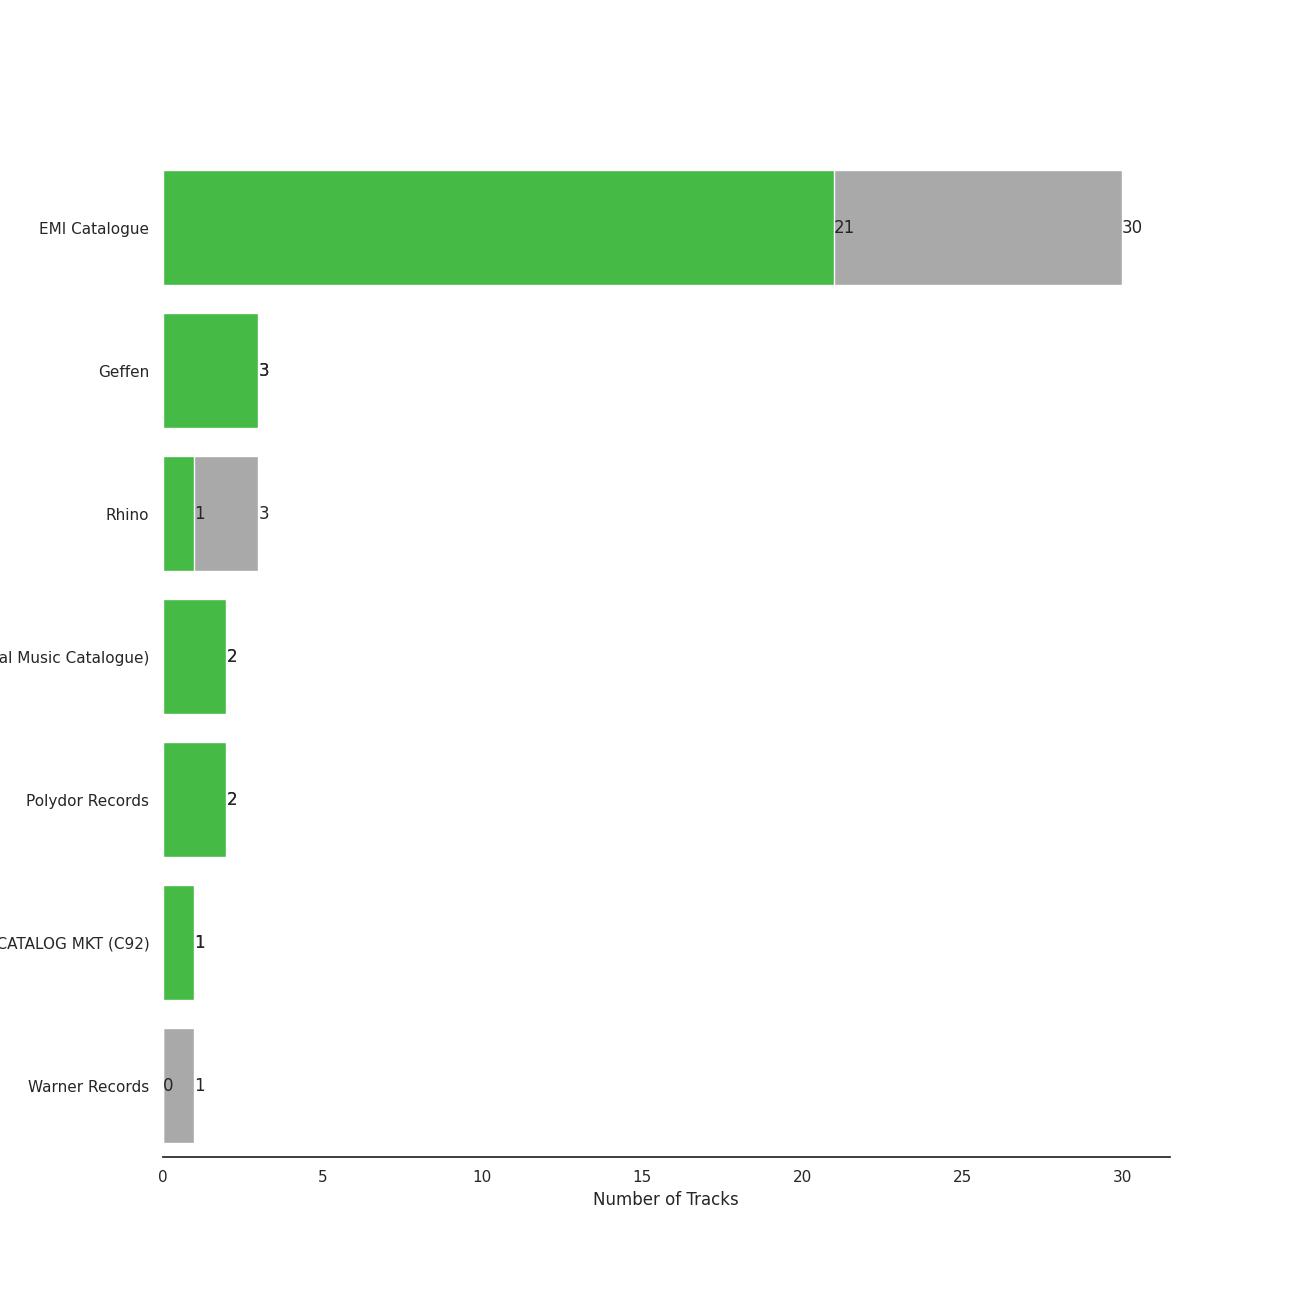 EMI Catalogue 21 30
Geffen 3
Rhino 1 3
al Music Catalogue) 2
Polydor Records 2
CATALOG MKT (C92) 1
Warner Records 0 1
0 5 10 15 20 25 30
Number of Tracks